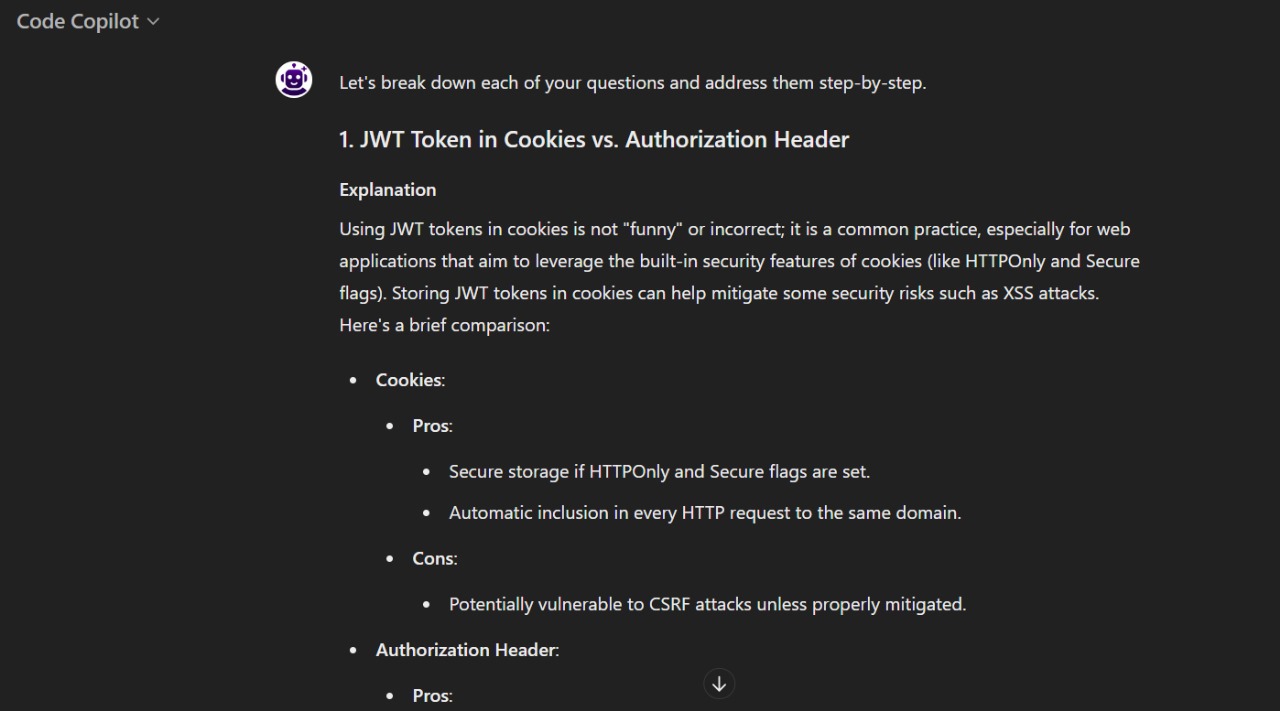 Code Copilot
Let's break down each of your questions and address them step-by-step.
1. JWT Token in Cookies vs. Authorization Header
Explanation
Using JWT tokens in cookies is not "funny" or incorrect; it is a common practice, especially for web
applications that aim to leverage the built-in security features of cookies (like HTTPOnly and Secure
flags). Storing JWT tokens in cookies can help mitigate some security risks such as XSS attacks.
Here's a brief comparison:
• Cookies:
• Pros:
• Secure storage if HTTPOnly and Secure flags are set.
• Automatic inclusion in every HTTP request to the same domain.
• Cons:
• Potentially vulnerable to CSRF attacks unless properly mitigated.
• Authorization Header:
• Pros: